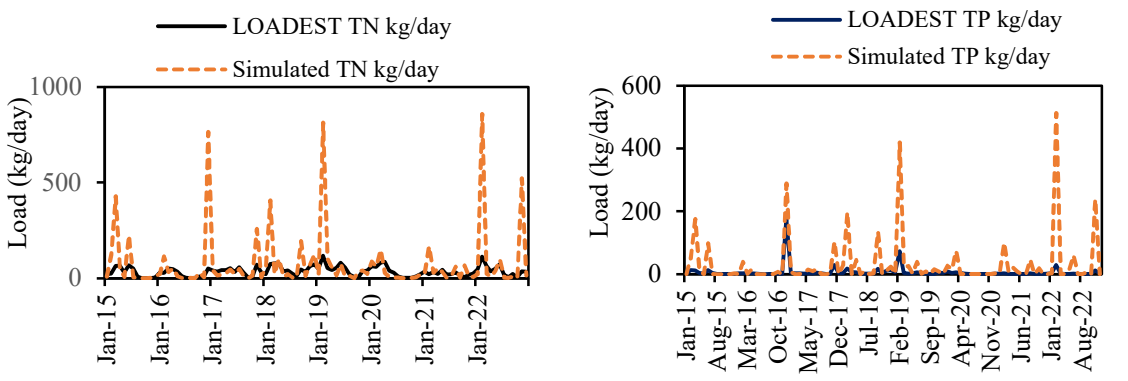 LOADEST TN kg/day
Simulated TN kg/day
1000
500
0
Load (kg/day)
Jan-15
Jan-16
Jan-17
Jan-18
Jan-19
Jan-20
Jan-21
Jan-22
LOADEST TP kg/day
Simulated TP kg/day
600
400
200
0
Load (kg/day)
Jan-15
Aug-15
Mar-16
Oct-16
May-17
Dec-17
Jul-18
Feb-19
Sep-19
Apr-20
Nov-20
Jun-21
Jan-22
Aug-22